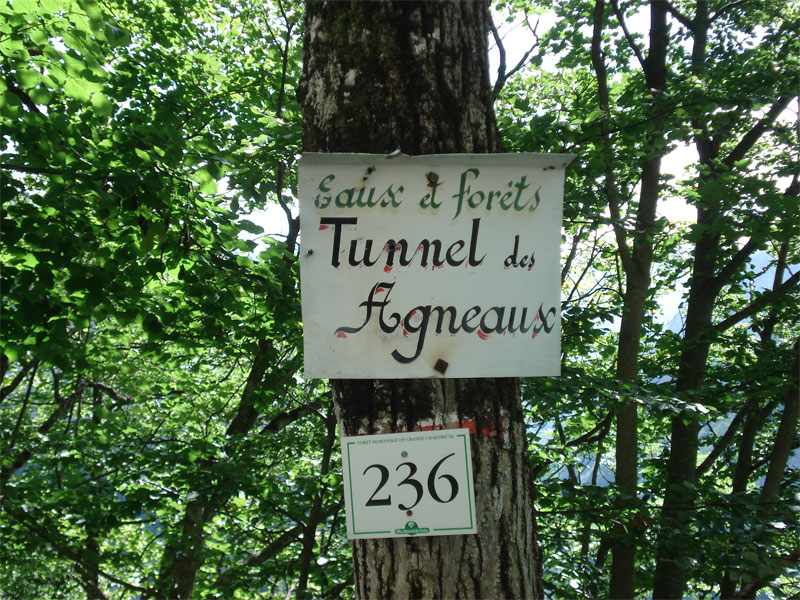 Eaux et forêts
Tunnel des
Agneaux
FORÊT DOMANIALE DE GRANDE CHARTREUSE
236